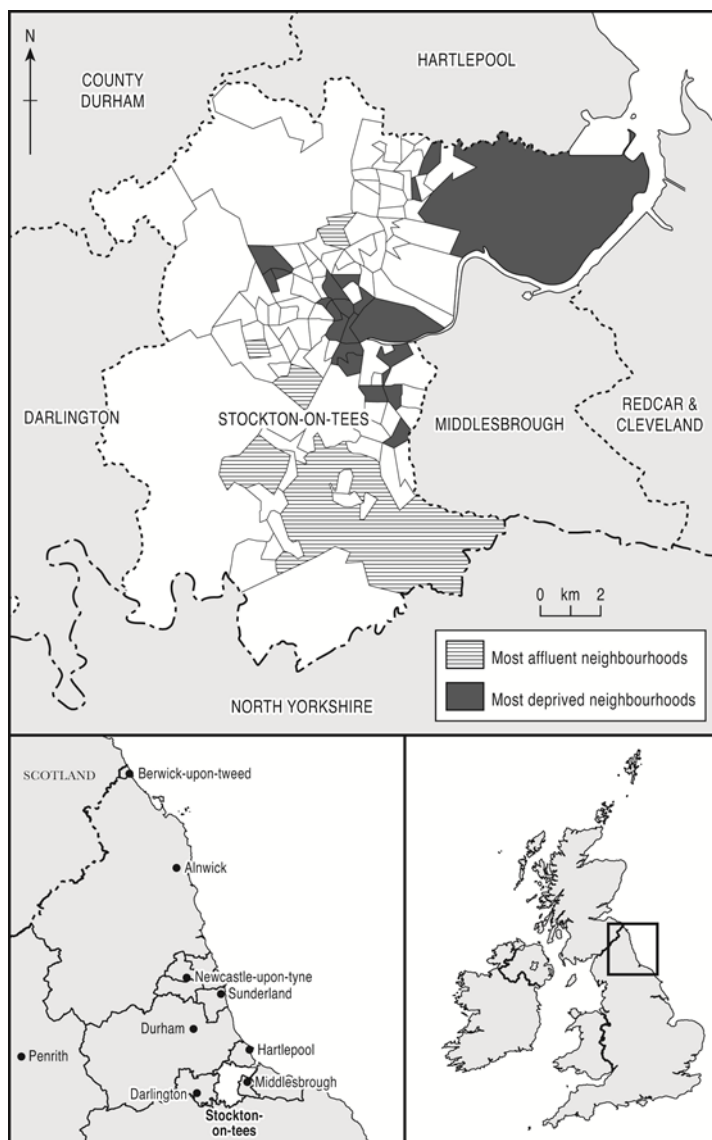 N
HARTLEPOOL
COUNTY
DURHAM
DARLINGTON
STOCKTON-ON-TEES
MIDDLESBROUGH
REDCAR &
CLEVELAND
0 km 2
Most affluent neighbourhoods
Most deprived neighbourhoods
NORTH YORKSHIRE
SCOTLAND
Berwick-upon-tweed
Alnwick
Newcastle-upon-tyne
Sunderland
Durham
Hartlepool
Penrith
Middlesbrough
Darlington
Stockton-
on-tees